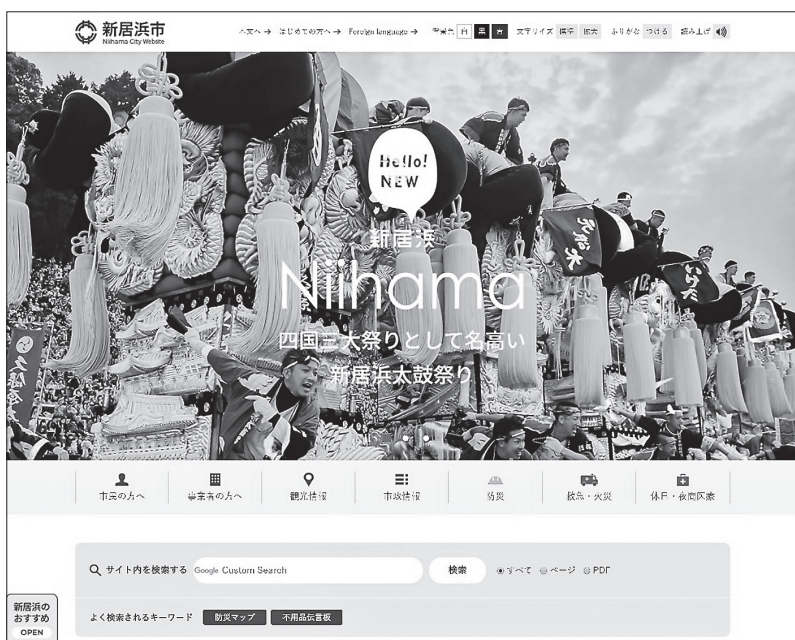 新居浜市
Niihama City Website
本文へ → はじめての方へ → Foreign language → 背景色 白 黒 青 文字サイズ 標準 拡大 ふりがな つける 読み上げ
Hello!
NEW
新居浜
Niihama
四国三大祭りとして名高い
新居浜太鼓祭り
いけだ
市民の方へ 事業者の方へ 観光情報 市政情報 防災 救急・火災 休日・夜間医療
サイト内を検索する Google Custom Search 検索 すべて ページ PDF
よく検索されるキーワード 防災マップ 不用品伝言板
新居浜の
おすすめ
OPEN